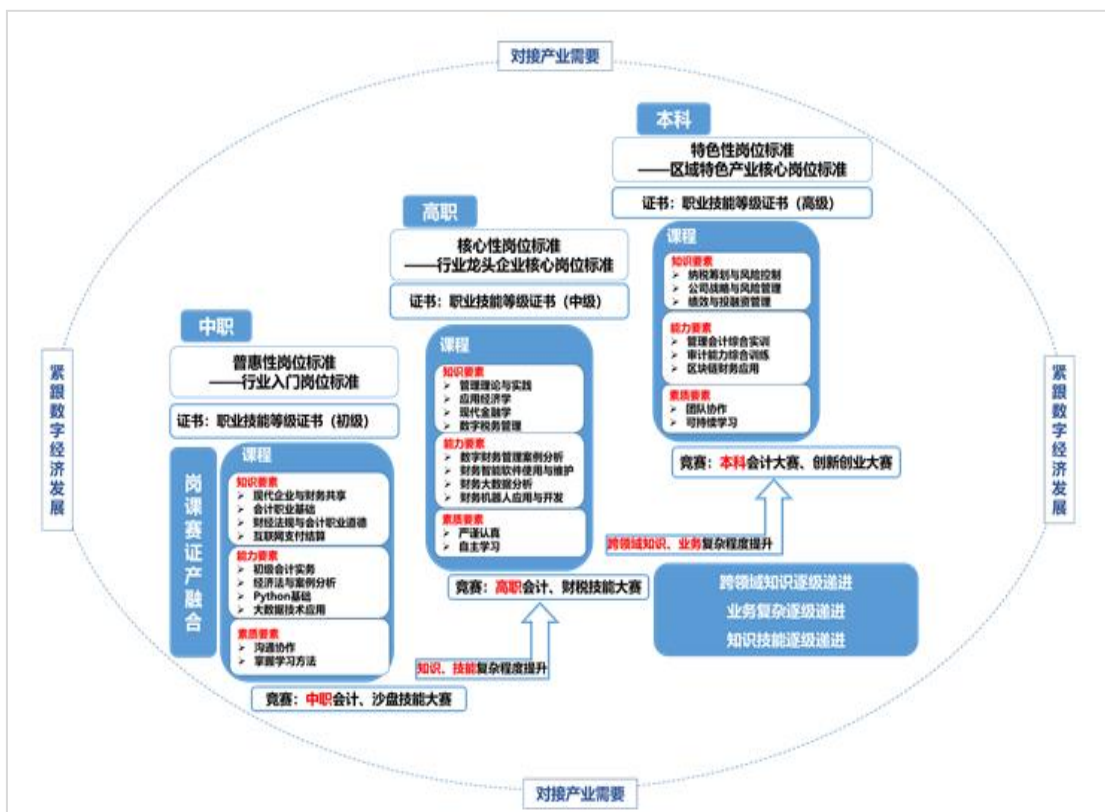 对接产业需要
本科
特色性岗位标准
——区域特色产业核心岗位标准
证书：职业技能等级证书（高级）
课程
知识要素
➢ 纳税筹划与风险控制
➢ 公司战略与风险管理
➢ 绩效与投融资管理
能力要素
➢ 管理会计综合实训
➢ 审计能力综合训练
➢ 区块链财务应用
素质要素
➢ 团队协作
➢ 可持续学习
竞赛：本科会计大赛、创新创业大赛
高职
核心性岗位标准
——行业龙头企业核心岗位标准
证书：职业技能等级证书（中级）
课程
知识要素
➢ 管理理论与实践
➢ 应用经济学
➢ 现代金融学
➢ 数字税务管理
能力要素
➢ 数字财务管理案例分析
➢ 财务智能软件使用与维护
➢ 财务大数据分析
➢ 财务机器人应用与开发
素质要素
➢ 严谨认真
➢ 自主学习
竞赛：高职会计、财税技能大赛
中职
普惠性岗位标准
——行业入门岗位标准
证书：职业技能等级证书（初级）
岗课赛证产融合
课程
知识要素
➢ 现代企业与财务共享
➢ 会计职业基础
➢ 财经法规与会计职业道德
➢ 互联网支付结算
能力要素
➢ 初级会计实务
➢ 经济法与案例分析
➢ Python基础
➢ 大数据技术应用
素质要素
➢ 沟通协作
➢ 掌握学习方法
竞赛：中职会计、沙盘技能大赛
知识、技能复杂程度提升
跨领域知识、业务复杂程度提升
跨领域知识逐级递进
业务复杂逐级递进
知识技能逐级递进
紧跟数字经济发展
紧跟数字经济发展
对接产业需要